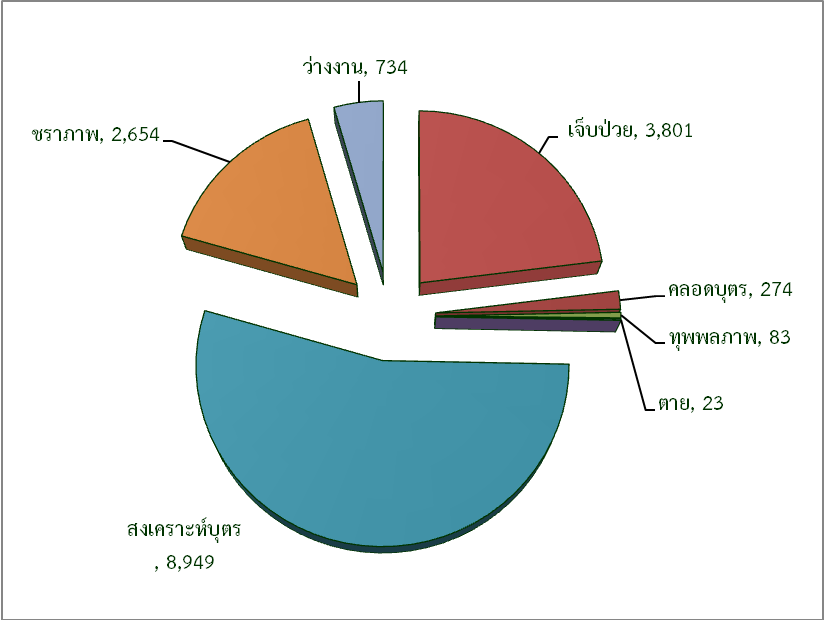 ว่างงาน, 734
ชราภาพ, 2,654
เจ็บป่วย, 3,801
คลอดบุตร, 274
ทุพพลภาพ, 83
ตาย, 23
สงเคราะห์บุตร
, 8,949